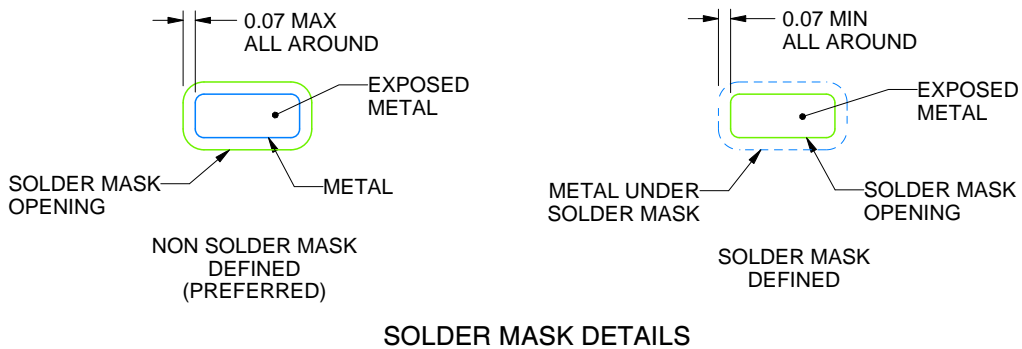 0.07 MAX
ALL AROUND
EXPOSED
METAL
SOLDER MASK
OPENING
METAL
NON SOLDER MASK
DEFINED
(PREFERRED)
0.07 MIN
ALL AROUND
EXPOSED
METAL
METAL UNDER
SOLDER MASK
SOLDER MASK
OPENING
SOLDER MASK
DEFINED
SOLDER MASK DETAILS